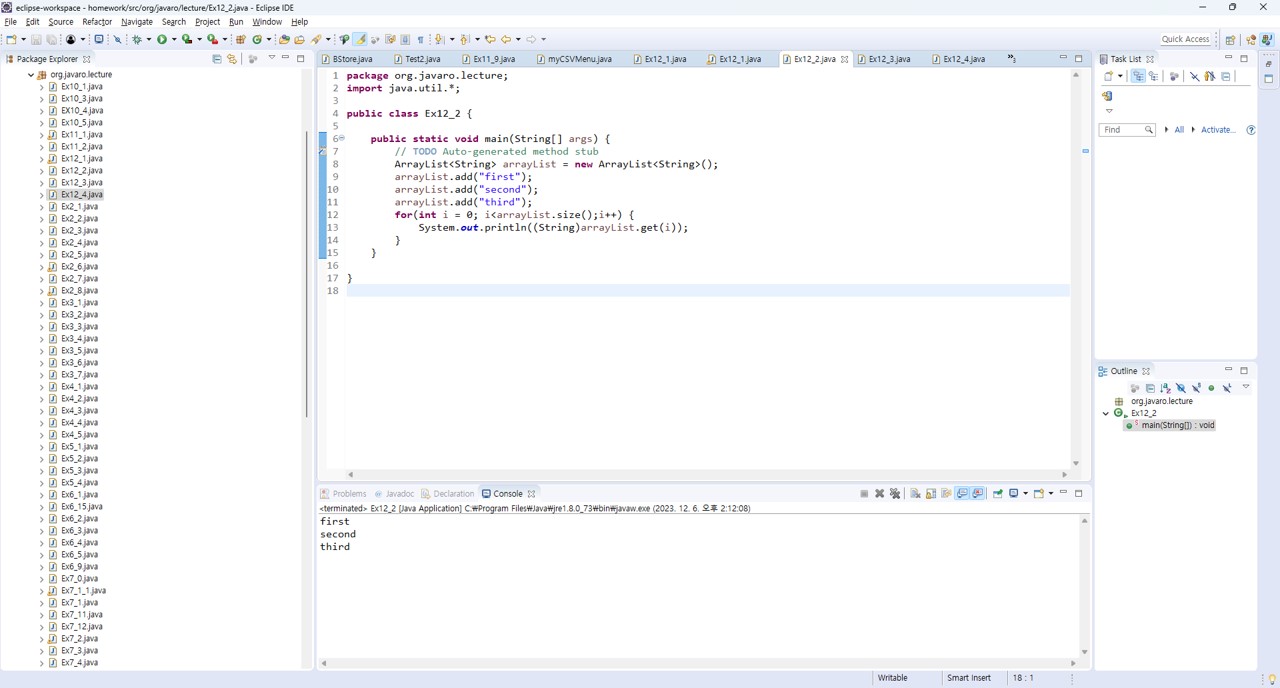 eclipse-workspace - homework/src/org/javaro/lecture/Ex12_2.java - Eclipse IDE
File Edit Source Refactor Navigate Search Project Run Window Help
Quick Access
Package Explorer
org.javaro.lecture
Ex10_1.java
Ex10_3.java
EX10_4.java
Ex10_5.java
Ex11_1.java
Ex11_2.java
Ex12_1.java
Ex12_2.java
Ex12_3.java
Ex12_4.java
Ex2_1.java
Ex2_2.java
Ex2_3.java
Ex2_4.java
Ex2_5.java
Ex2_6.java
Ex2_7.java
Ex2_8.java
Ex3_1.java
Ex3_2.java
Ex3_3.java
Ex3_4.java
Ex3_5.java
Ex3_6.java
Ex3_7.java
Ex4_1.java
Ex4_2.java
Ex4_3.java
Ex4_4.java
Ex4_5.java
Ex5_1.java
Ex5_2.java
Ex5_3.java
Ex5_4.java
Ex6_1.java
Ex6_15.java
Ex6_2.java
Ex6_3.java
Ex6_4.java
Ex6_5.java
Ex6_9.java
Ex7_0.java
Ex7_1_1.java
Ex7_1.java
Ex7_11.java
Ex7_12.java
Ex7_2.java
Ex7_3.java
Ex7_4.java
BStore.java Test2.java Ex11_9.java myCSVMenu.java Ex12_1.java Ex12_1.java Ex12_2.java Ex12_3.java Ex12_4.java »3
1 package org.javaro.lecture;
2 import java.util.*;
3
4 public class Ex12_2 {
5
6 public static void main(String[] args) {
7 // TODO Auto-generated method stub
8 ArrayList<String> arrayList = new ArrayList<String>();
9 arrayList.add("first");
10 arrayList.add("second");
11 arrayList.add("third");
12 for(int i = 0; i<arrayList.size();i++) {
13 System.out.println((String)arrayList.get(i));
14 }
15 }
16
17 }
18
Problems Javadoc Declaration Console
<terminated> Ex12_2 [Java Application] C:₩Program Files₩Java₩jre1.8.0_73₩bin₩javaw.exe (2023. 12. 6. 오후 2:12:08)
first
second
third
Task List
Find All Activate...
Outline
org.javaro.lecture
Ex12_2
main(String[]) : void
Writable Smart Insert 18 : 1